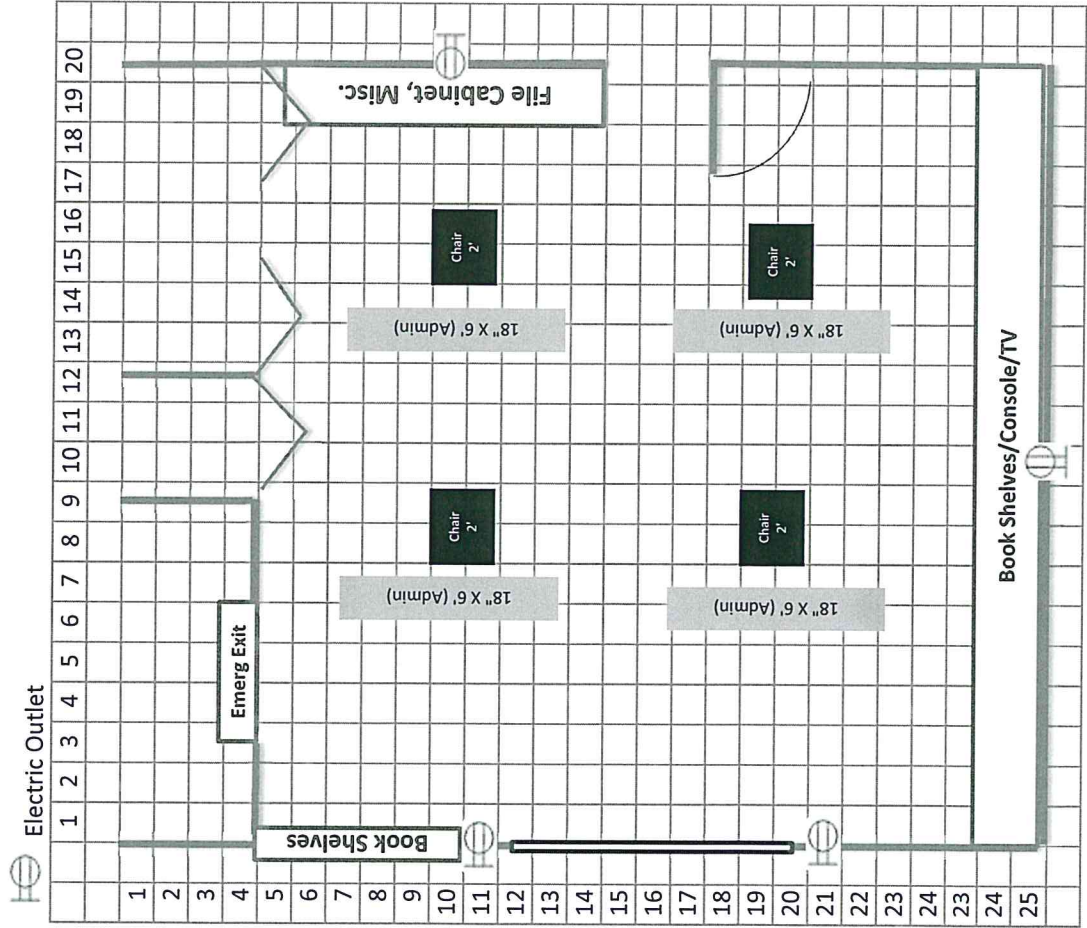 Electric Outlet
1 2 3 4 5 6 7 8 9 10 11 12 13 14 15 16 17 18 19 20
1
2
3
4
5
6
7
8
9
10
11
12
13
14
15
16
17
18
19
20
21
22
23
24
23
24
25
Emerg Exit
Book Shelves
File Cabinet, Misc.
Chair
2'
Chair
2'
18" X 6' (Admin)
18" X 6' (Admin)
Chair
2'
Chair
2'
18" X 6' (Admin)
18" X 6' (Admin)
Book Shelves/Console/TV